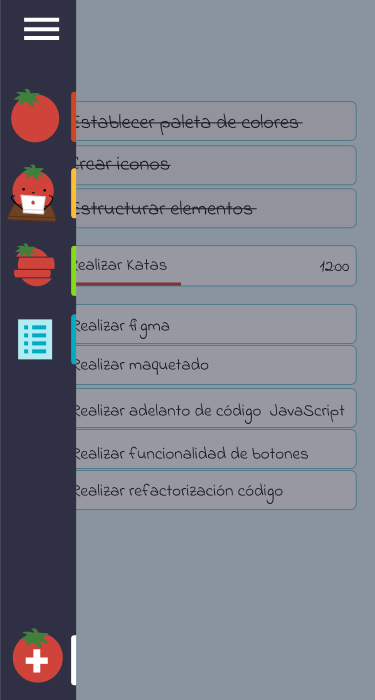 Establecer paleta de colores
Crear iconos
Estructurar elementos
Realizar Katas 12:00
Realizar figma
Realizar maquetado
Realizar adelanto de código JavaScript
Realizar funcionalidad de botones
Realizar refactorización código